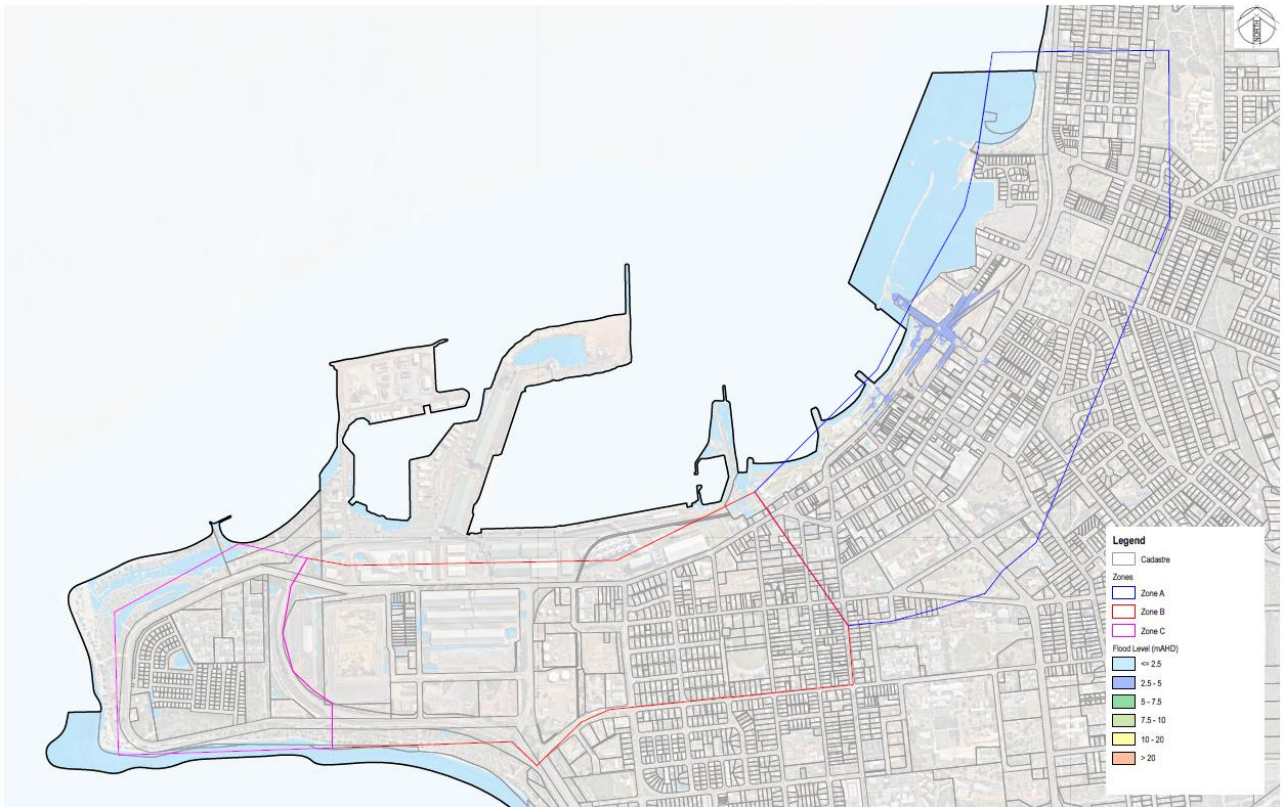 NORTH
Legend
Cadastre
Zones
Zone A
Zone B
Zone C
Flood Level (mAHD)
<= 2.5
2.5 - 5
5 - 7.5
7.5 - 10
10 - 20
> 20